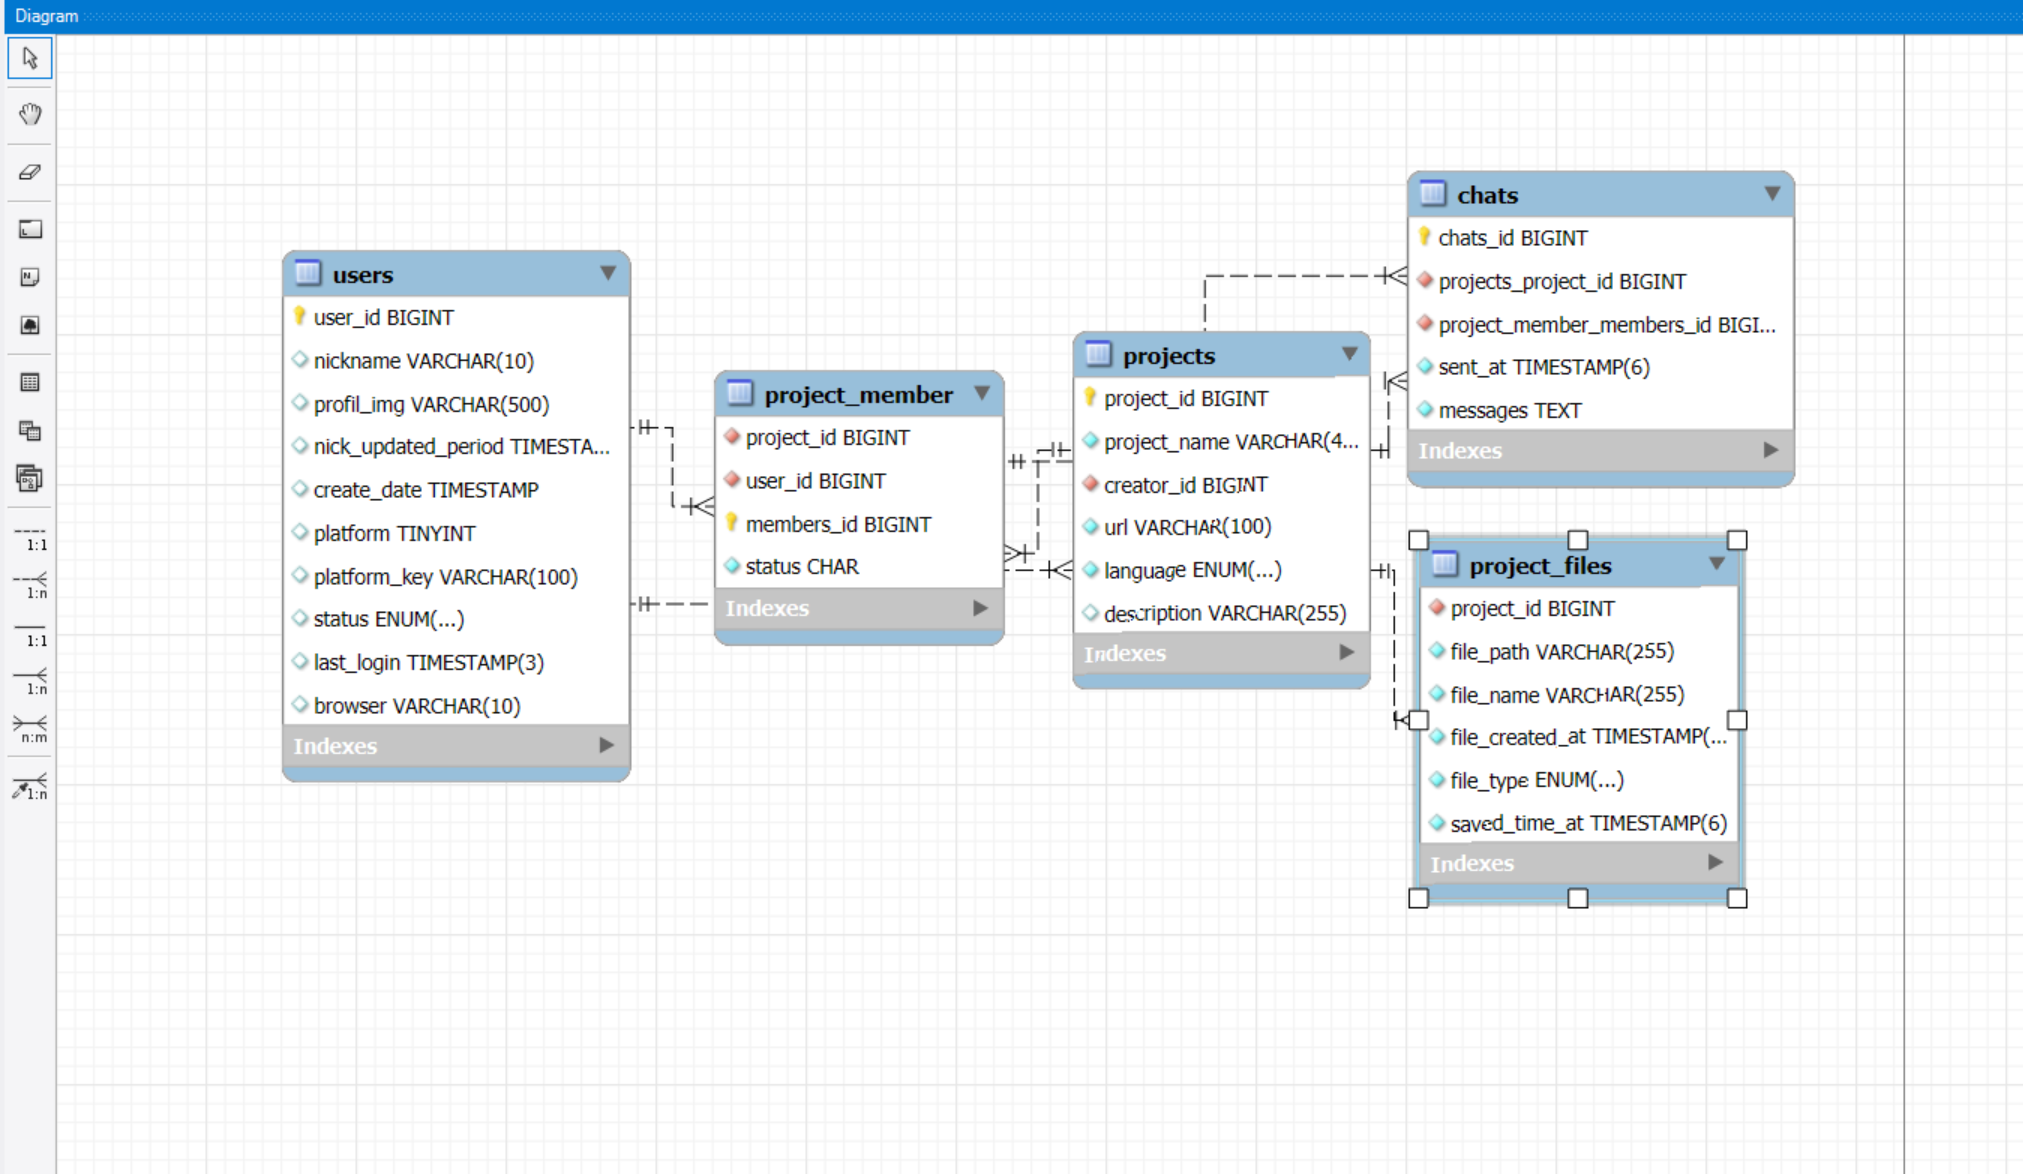 Diagram
1:1
1:n
1:1
1:n
n:m
1:n
users
user_id BIGINT
nickname VARCHAR(10)
profil_img VARCHAR(500)
nick_updated_period TIMESTA...
create_date TIMESTAMP
platform TINYINT
platform_key VARCHAR(100)
status ENUM(...)
last_login TIMESTAMP(3)
browser VARCHAR(10)
Indexes
project_member
project_id BIGINT
user_id BIGINT
members_id BIGINT
status CHAR
Indexes
projects
project_id BIGINT
project_name VARCHAR(4...
creator_id BIGINT
url VARCHAR(100)
language ENUM(...)
description VARCHAR(255)
Indexes
chats
chats_id BIGINT
projects_project_id BIGINT
project_member_members_id BIGI...
sent_at TIMESTAMP(6)
messages TEXT
Indexes
project_files
project_id BIGINT
file_path VARCHAR(255)
file_name VARCHAR(255)
file_created_at TIMESTAMP(...
file_type ENUM(...)
saved_time_at TIMESTAMP(6)
Indexes